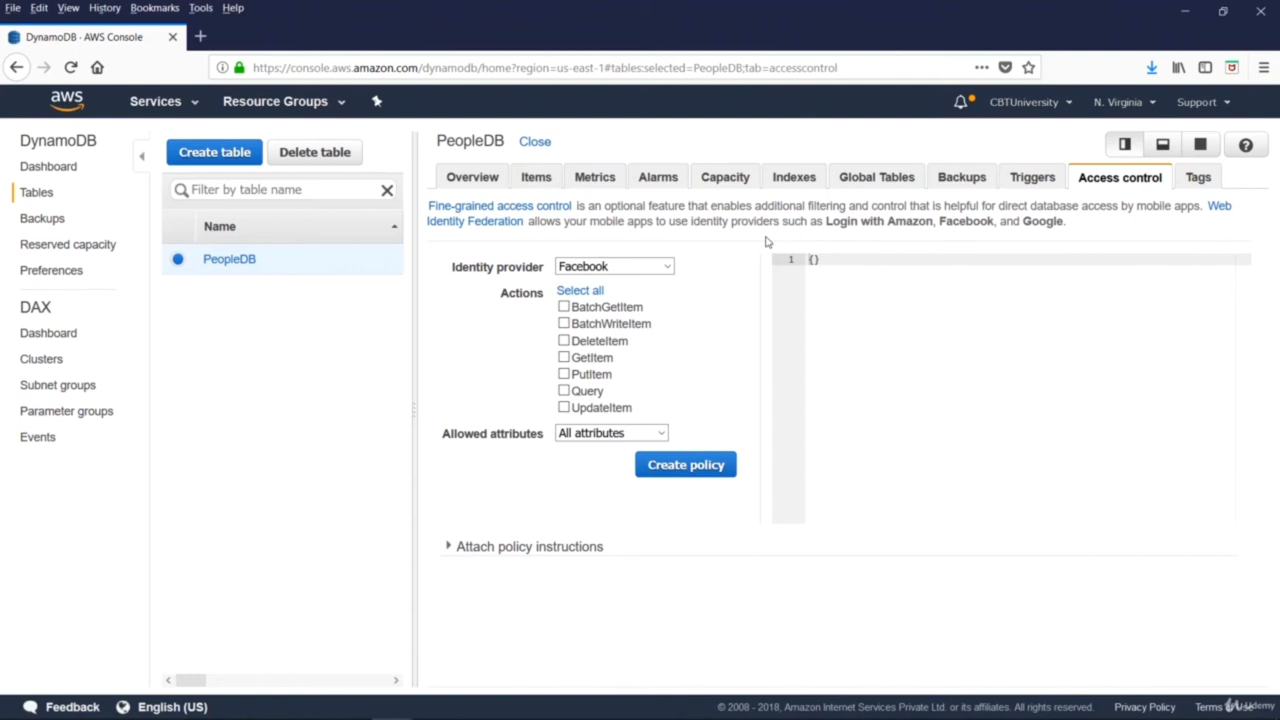 File Edit View History Bookmarks Tools Help
DynamoDB · AWS Console
https://console.aws.amazon.com/dynamodb/home?region=us-east-1#tables:selected=PeopleDB;tab=accesscontrol
aws Services Resource Groups CBTUniversity N. Virginia Support
DynamoDB
Dashboard
Tables
Backups
Reserved capacity
Preferences
DAX
Dashboard
Clusters
Subnet groups
Parameter groups
Events
Create table Delete table
Filter by table name
Name
PeopleDB
PeopleDB Close
Overview Items Metrics Alarms Capacity Indexes Global Tables Backups Triggers Access control Tags
Fine-grained access control is an optional feature that enables additional filtering and control that is helpful for direct database access by mobile apps. Web
Identity Federation allows your mobile apps to use identity providers such as Login with Amazon, Facebook, and Google.
Identity provider Facebook
Actions Select all
BatchGetItem
BatchWriteItem
DeleteItem
GetItem
PutItem
Query
UpdateItem
Allowed attributes All attributes
Create policy
1 {}
Attach policy instructions
Feedback English (US) © 2008 - 2018, Amazon Internet Services Private Ltd. or its affiliates. All rights reserved. Privacy Policy Terms
Udemy